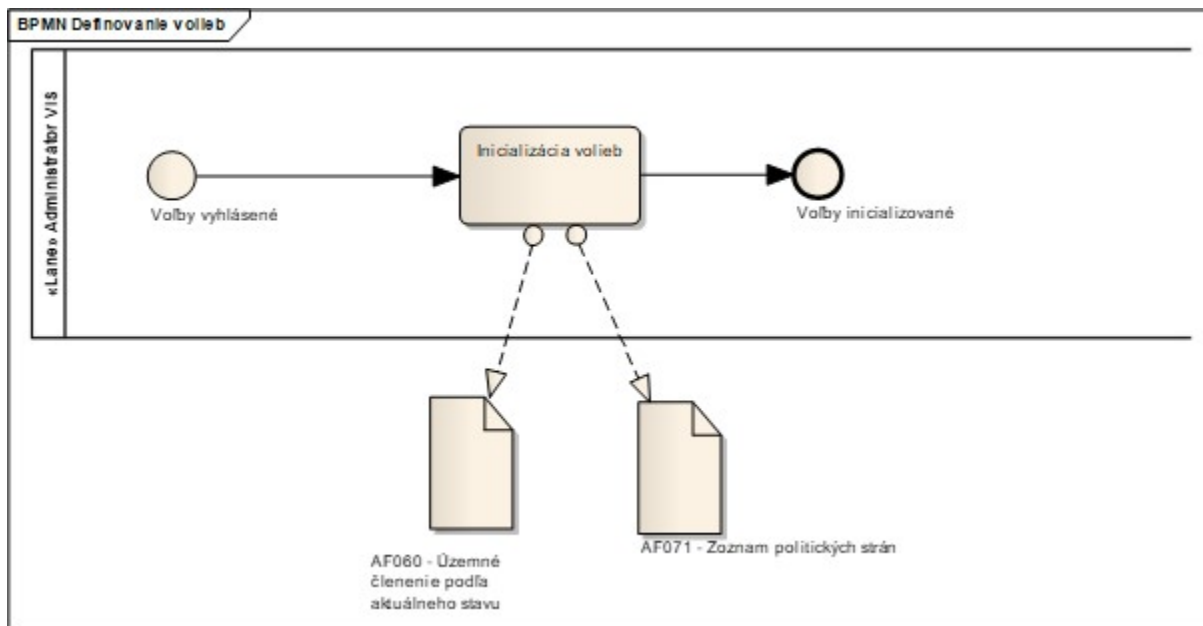 BPMN Definovanie volieb
«Lane» Administrátor VIS
Inicializácia volieb
Voľby vyhlásené
Voľby inicializované
AF060 - Územné
členenie podľa
aktuálneho stavu
AF071 - Zoznam politických strán